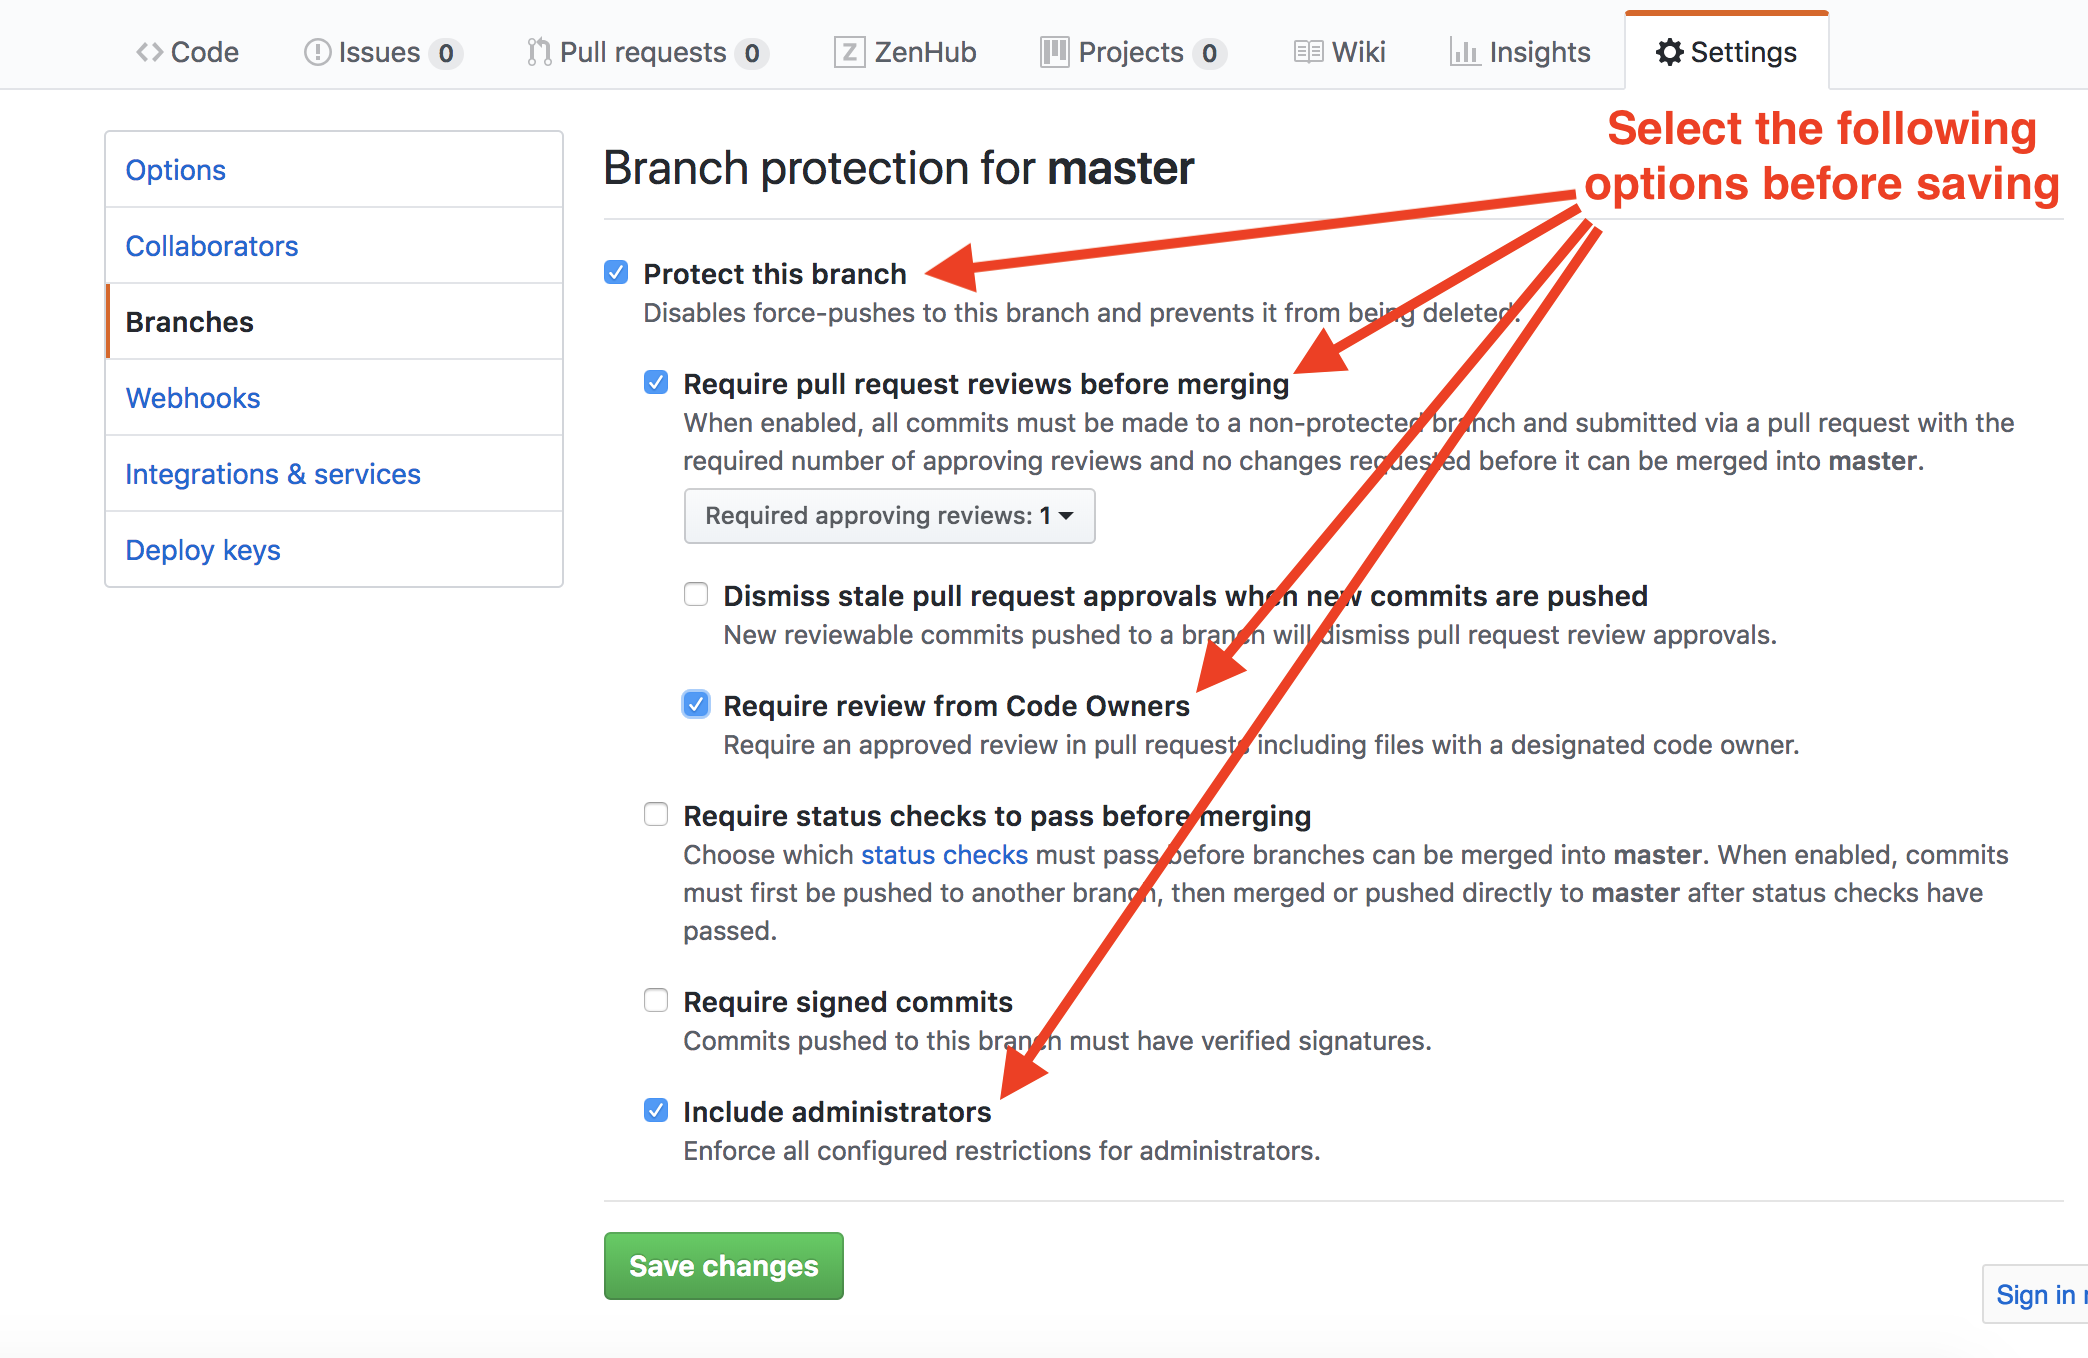 Code
Issues 0
Pull requests 0
ZenHub
Projects 0
Wiki
Insights
Settings
Select the following
options before saving
Options
Collaborators
Branches
Webhooks
Integrations & services
Deploy keys
Branch protection for master
Protect this branch
Disables force-pushes to this branch and prevents it from being deleted.
Require pull request reviews before merging
When enabled, all commits must be made to a non-protected branch and submitted via a pull request with the
required number of approving reviews and no changes requested before it can be merged into master.
Required approving reviews: 1
Dismiss stale pull request approvals when new commits are pushed
New reviewable commits pushed to a branch will dismiss pull request review approvals.
Require review from Code Owners
Require an approved review in pull requests including files with a designated code owner.
Require status checks to pass before merging
Choose which status checks must pass before branches can be merged into master. When enabled, commits
must first be pushed to another branch, then merged or pushed directly to master after status checks have
passed.
Require signed commits
Commits pushed to this branch must have verified signatures.
Include administrators
Enforce all configured restrictions for administrators.
Save changes
Sign in